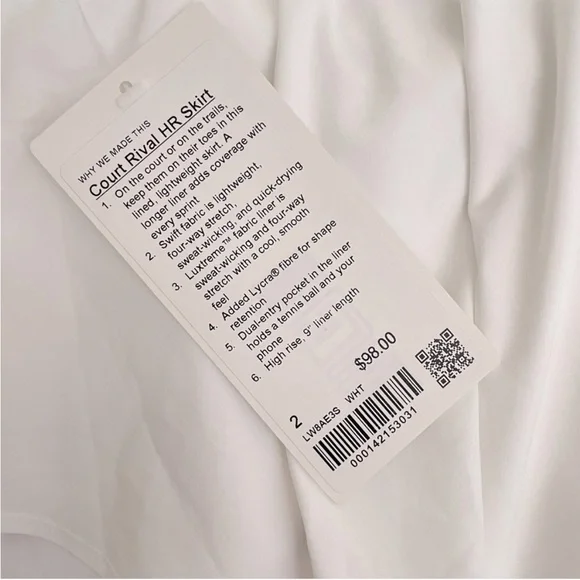 WHY WE MADE THIS
Court Rival HR Skirt
1. On the court or on the trails,
keep them on their toes in this
lined, lightweight skirt. A
longer liner adds coverage with
every sprint
2. Swift fabric is lightweight,
four-way stretch,
sweat-wicking, and quick-drying
3. Luxtreme™ fabric liner is
sweat-wicking and four-way
stretch with a cool, smooth
feel
4. Added Lycra® fibre for shape
retention
5. Dual-entry pocket in the liner
holds a tennis ball and your
phone
6. High rise, 9" liner length
$98.00
2
LW8AE3S WHT
000142153031